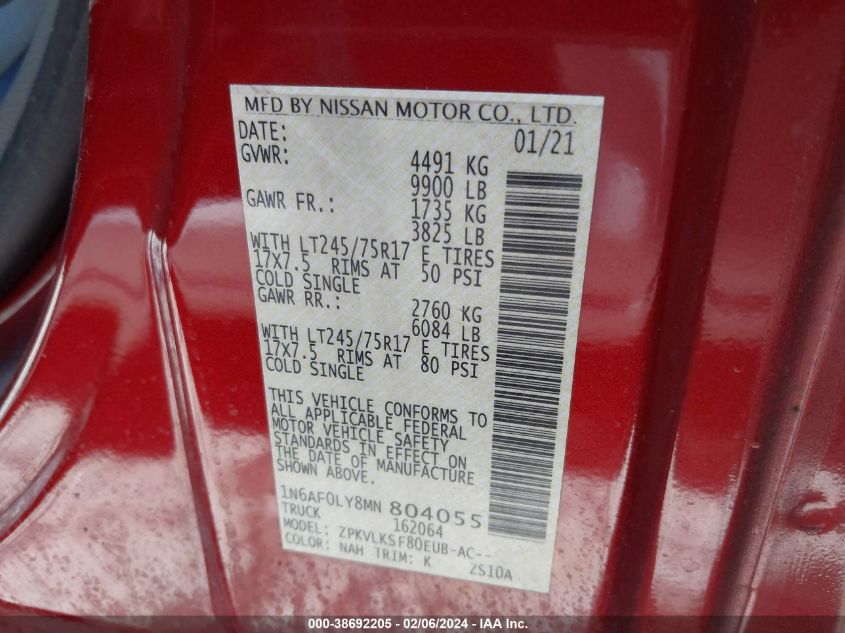 MFD BY NISSAN MOTOR CO., LTD.
DATE: 01/21
GVWR: 4491 KG
9900 LB
GAWR FR.: 1735 KG
3825 LB
WITH LT245/75R17 E TIRES
17X7.5 RIMS AT 50 PSI
COLD SINGLE
GAWR RR.: 2760 KG
6084 LB
WITH LT245/75R17 E TIRES
17X7.5 RIMS AT 80 PSI
COLD SINGLE
THIS VEHICLE CONFORMS TO
ALL APPLICABLE FEDERAL
MOTOR VEHICLE SAFETY
STANDARDS IN EFFECT ON
THE DATE OF MANUFACTURE
SHOWN ABOVE.
1N6AF0LY8MN 804055
TRUCK 162064
MODEL: ZPKVLKSF80EUB-AC--
COLOR: NAH TRIM: K ZS10A
000-38692205 - 02/06/2024 - IAA Inc.